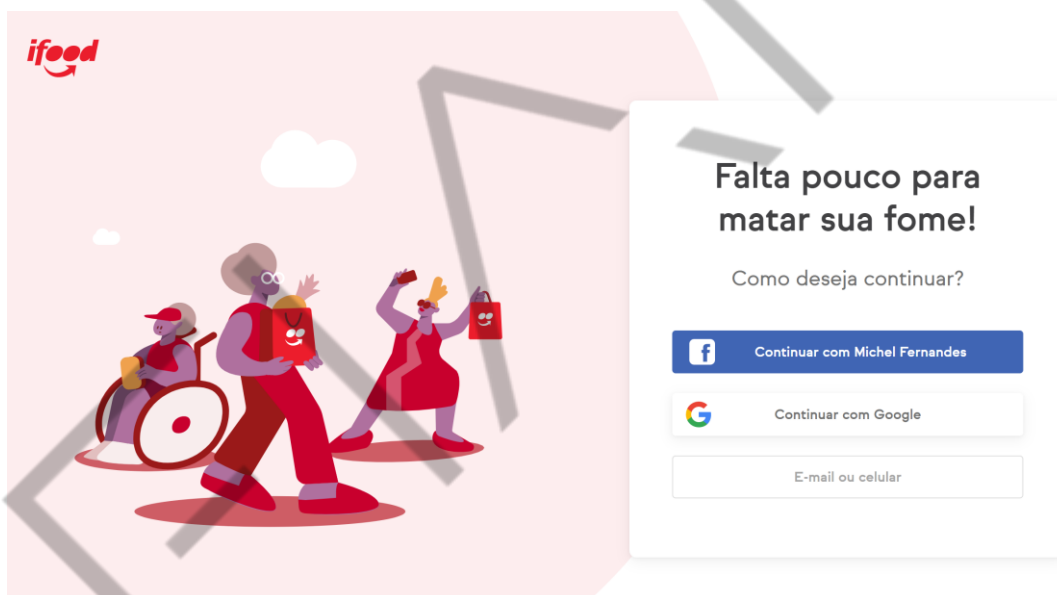 ifood
Falta pouco para
matar sua fome!
Como deseja continuar?
f
Continuar com Michel Fernandes
G
Continuar com Google
E-mail ou celular